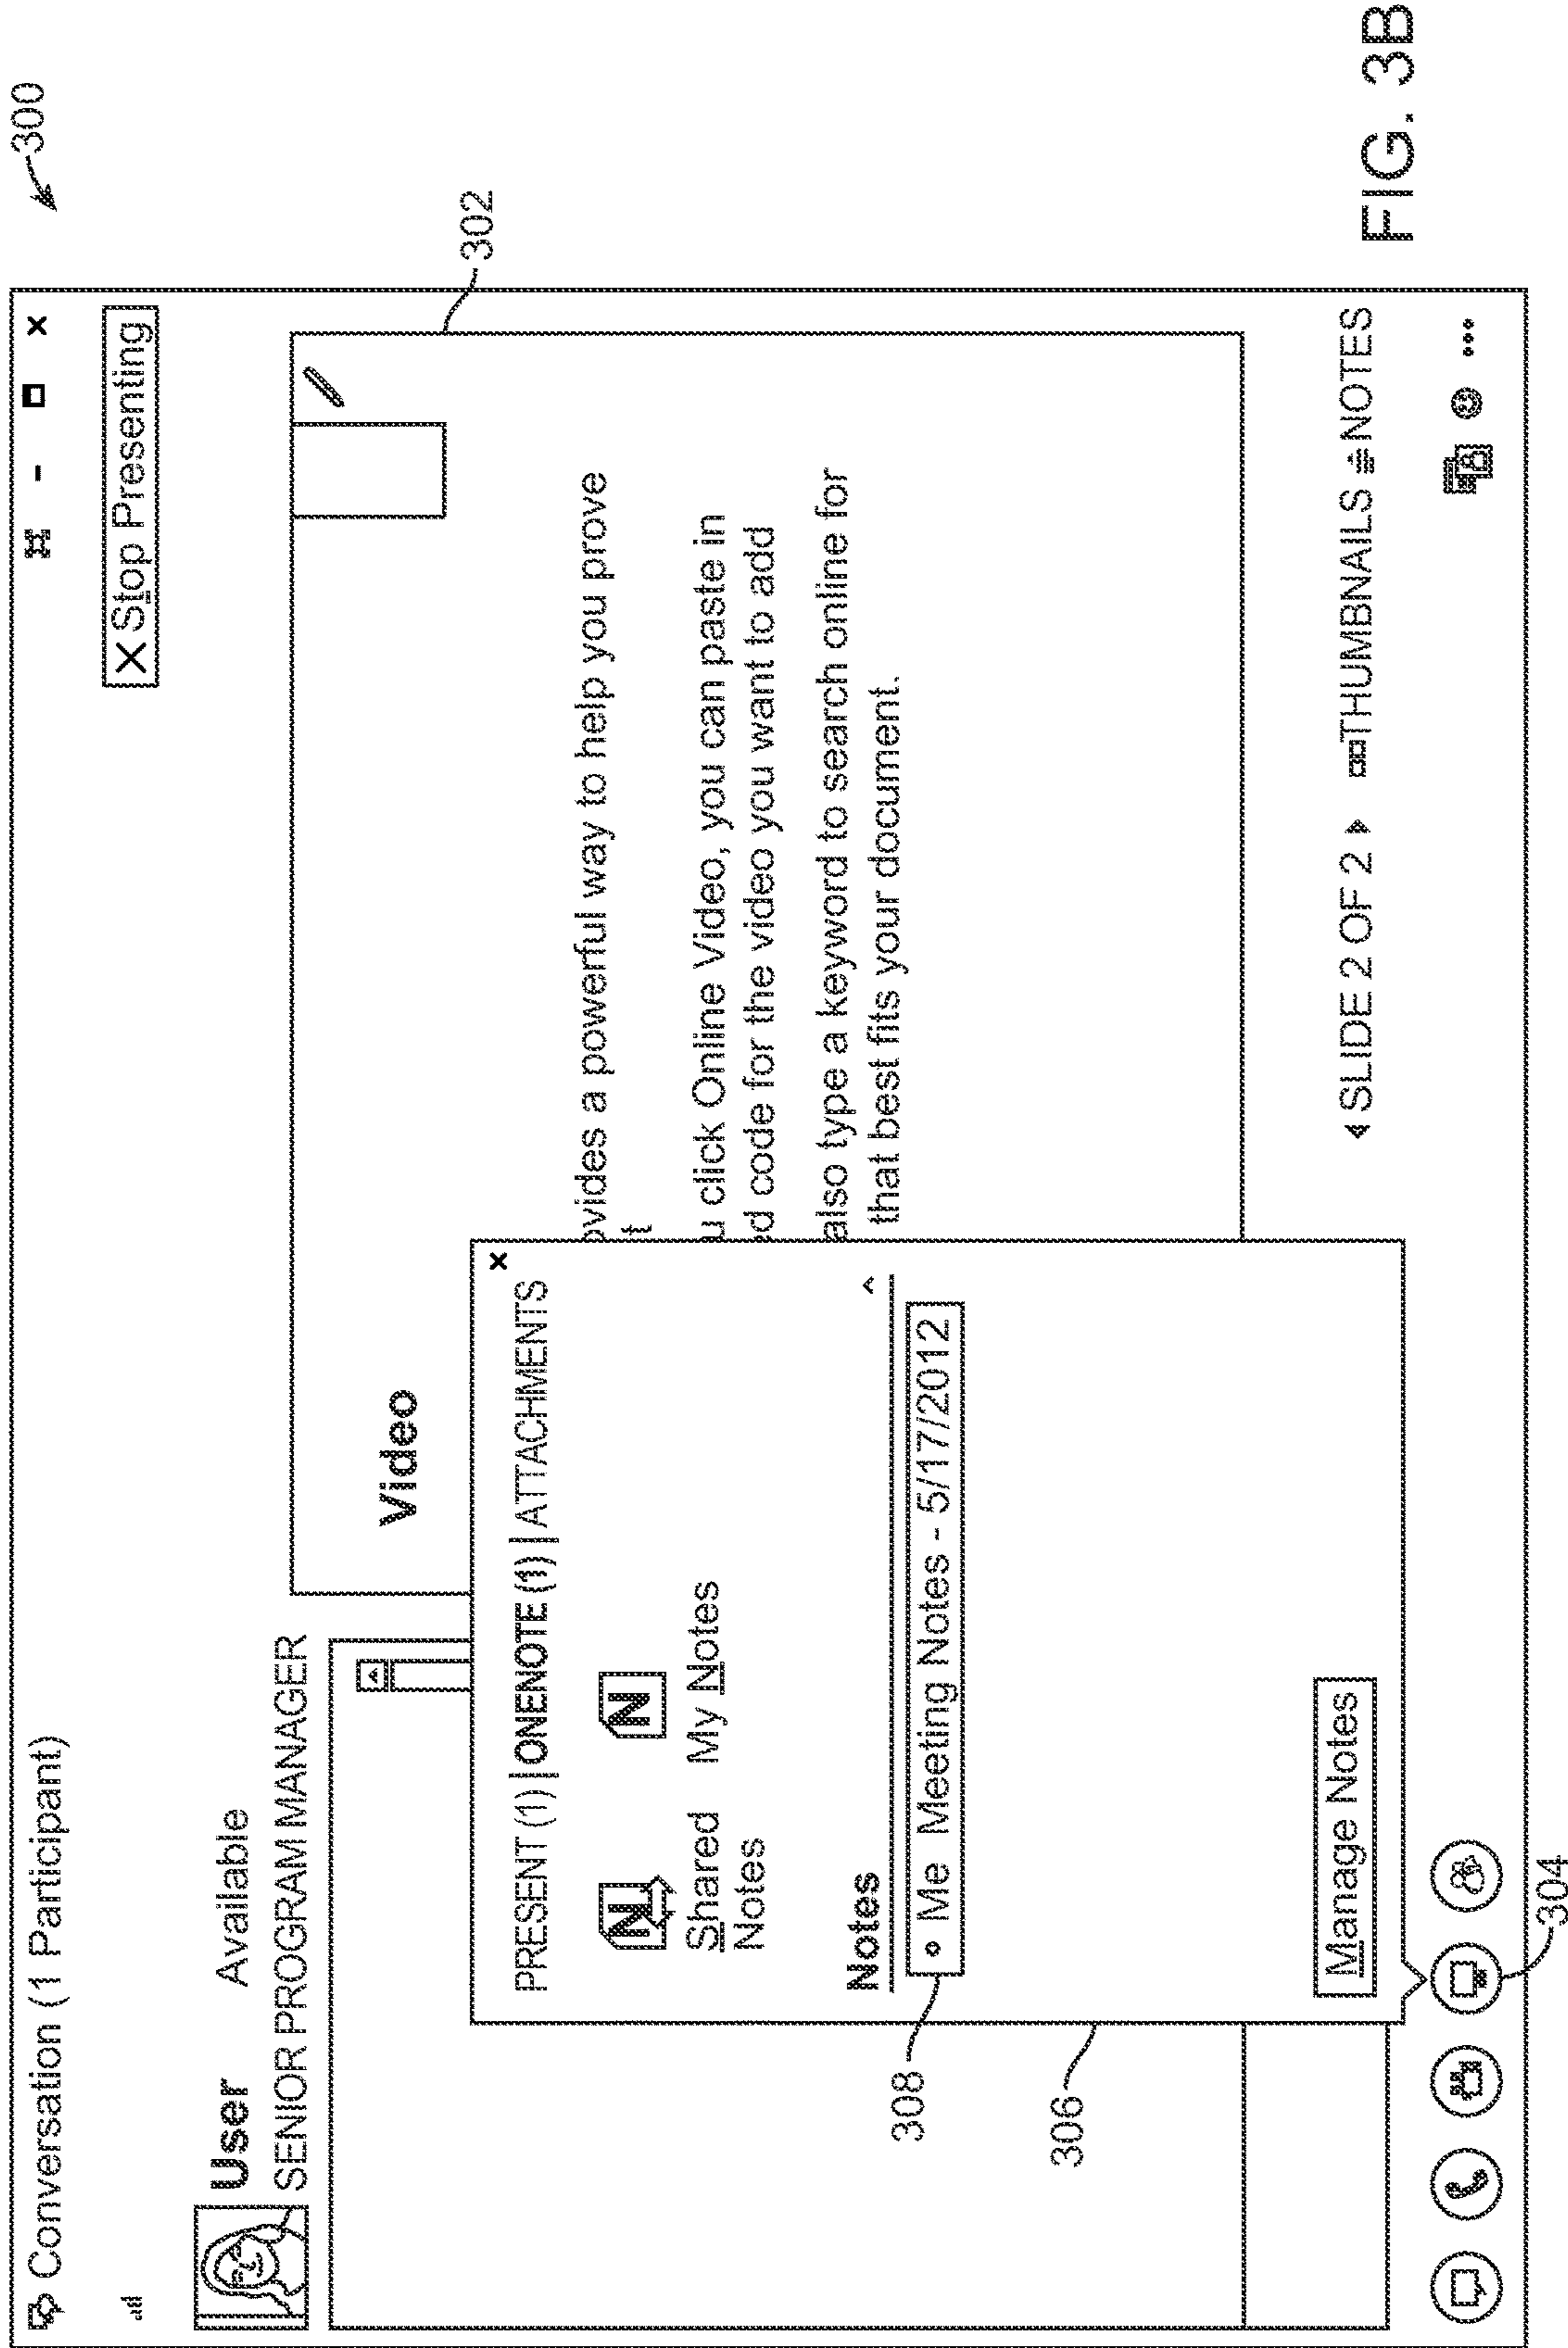 300
Conversation (1 Participant)
X Stop Presenting
User Available
SENIOR PROGRAM MANAGER
302
Video
PRESENT (1) | ONENOTE (1) | ATTACHMENTS
Shared
Notes
My Notes
Notes
308
Me Meeting Notes - 5/17/2012
306
Manage Notes
ovides a powerful way to help you prove
t
u click Online Video, you can paste in
ed code for the video you want to add
also type a keyword to search online for
that best fits your document.
SLIDE 2 OF 2 THUMBNAILS NOTES
304
FIG. 3B